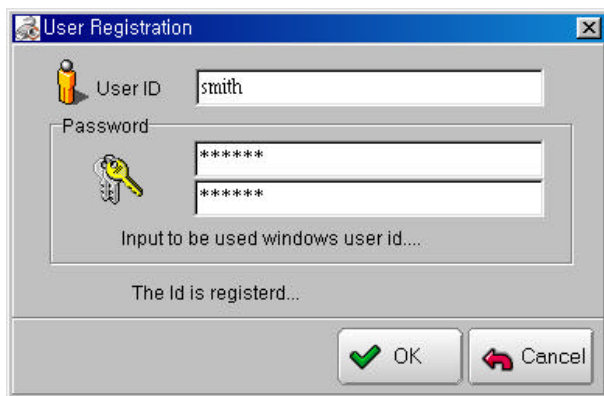 User Registration
User ID
smith
Password
******
******
Input to be used windows user id....
The Id is registerd...
OK
Cancel